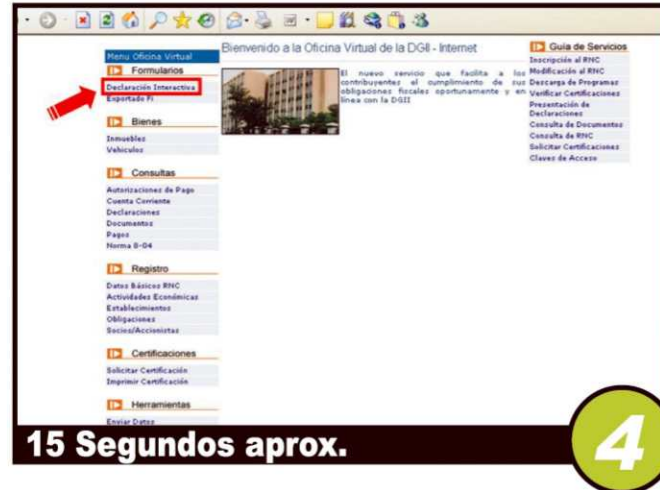 Menu Oficina Virtual
Formularios
Declaración Interactiva
Exportado Fi
Bienes
Inmuebles
Vehiculos
Consultas
Autorizaciones de Pago
Cuenta Corriente
Declaraciones
Documentos
Pagos
Norma 8-04
Registro
Datos Básicos RNC
Actividades Económicas
Establecimientos
Obligaciones
Socios/Accionistas
Certificaciones
Solicitar Certificación
Imprimir Certificación
Herramientas
Enviar Datos
Bienvenido a la Oficina Virtual de la DGII - Internet
El nuevo servicio que facilita a los
contribuyentes el cumplimiento de sus
obligaciones fiscales oportunamente y en
línea con la DGII
Guía de Servicios
Inscripción al RNC
Modificación al RNC
Descarga de Programas
Verificar Certificaciones
Presentación de
Declaraciones
Consulta de Documentos
Consulta de RNC
Solicitar Certificaciones
Claves de Acceso
15 Segundos aprox.
4